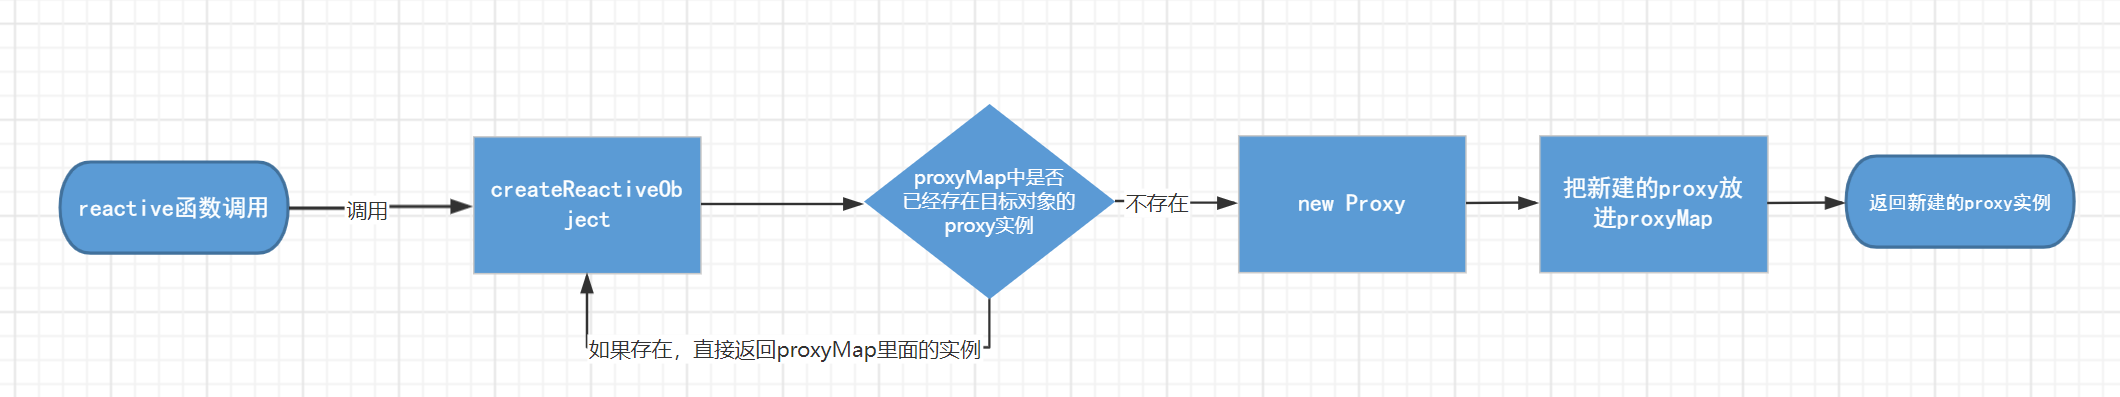 reactive函数调用
调用
createReactiveOb
ject
proxyMap中是否
已经存在目标对象的
proxy实例
不存在
new Proxy
把新建的proxy放
进proxyMap
返回新建的proxy实例
如果存在，直接返回proxyMap里面的实例